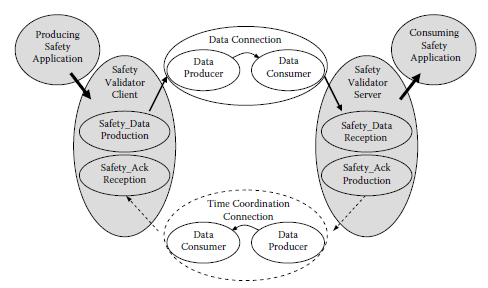 Producing
Safety
Application
Data Connection
Consuming
Safety
Application
Data
Producer
Data
Consumer
Safety
Validator
Client
Safety
Validator
Server
Safety_Data
Production
Safety_Data
Reception
Safety_Ack
Reception
Safety_Ack
Production
Time Coordination
Connection
Data
Consumer
Data
Producer